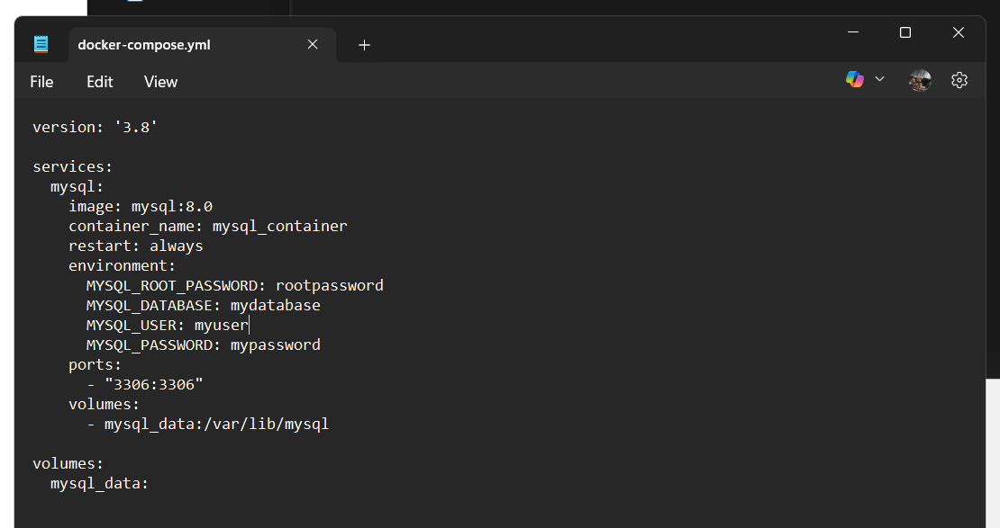 docker-compose.yml
File Edit View
version: '3.8'

services:
  mysql:
    image: mysql:8.0
    container_name: mysql_container
    restart: always
    environment:
      MYSQL_ROOT_PASSWORD: rootpassword
      MYSQL_DATABASE: mydatabase
      MYSQL_USER: myuser
      MYSQL_PASSWORD: mypassword
    ports:
      - "3306:3306"
    volumes:
      - mysql_data:/var/lib/mysql

volumes:
  mysql_data: